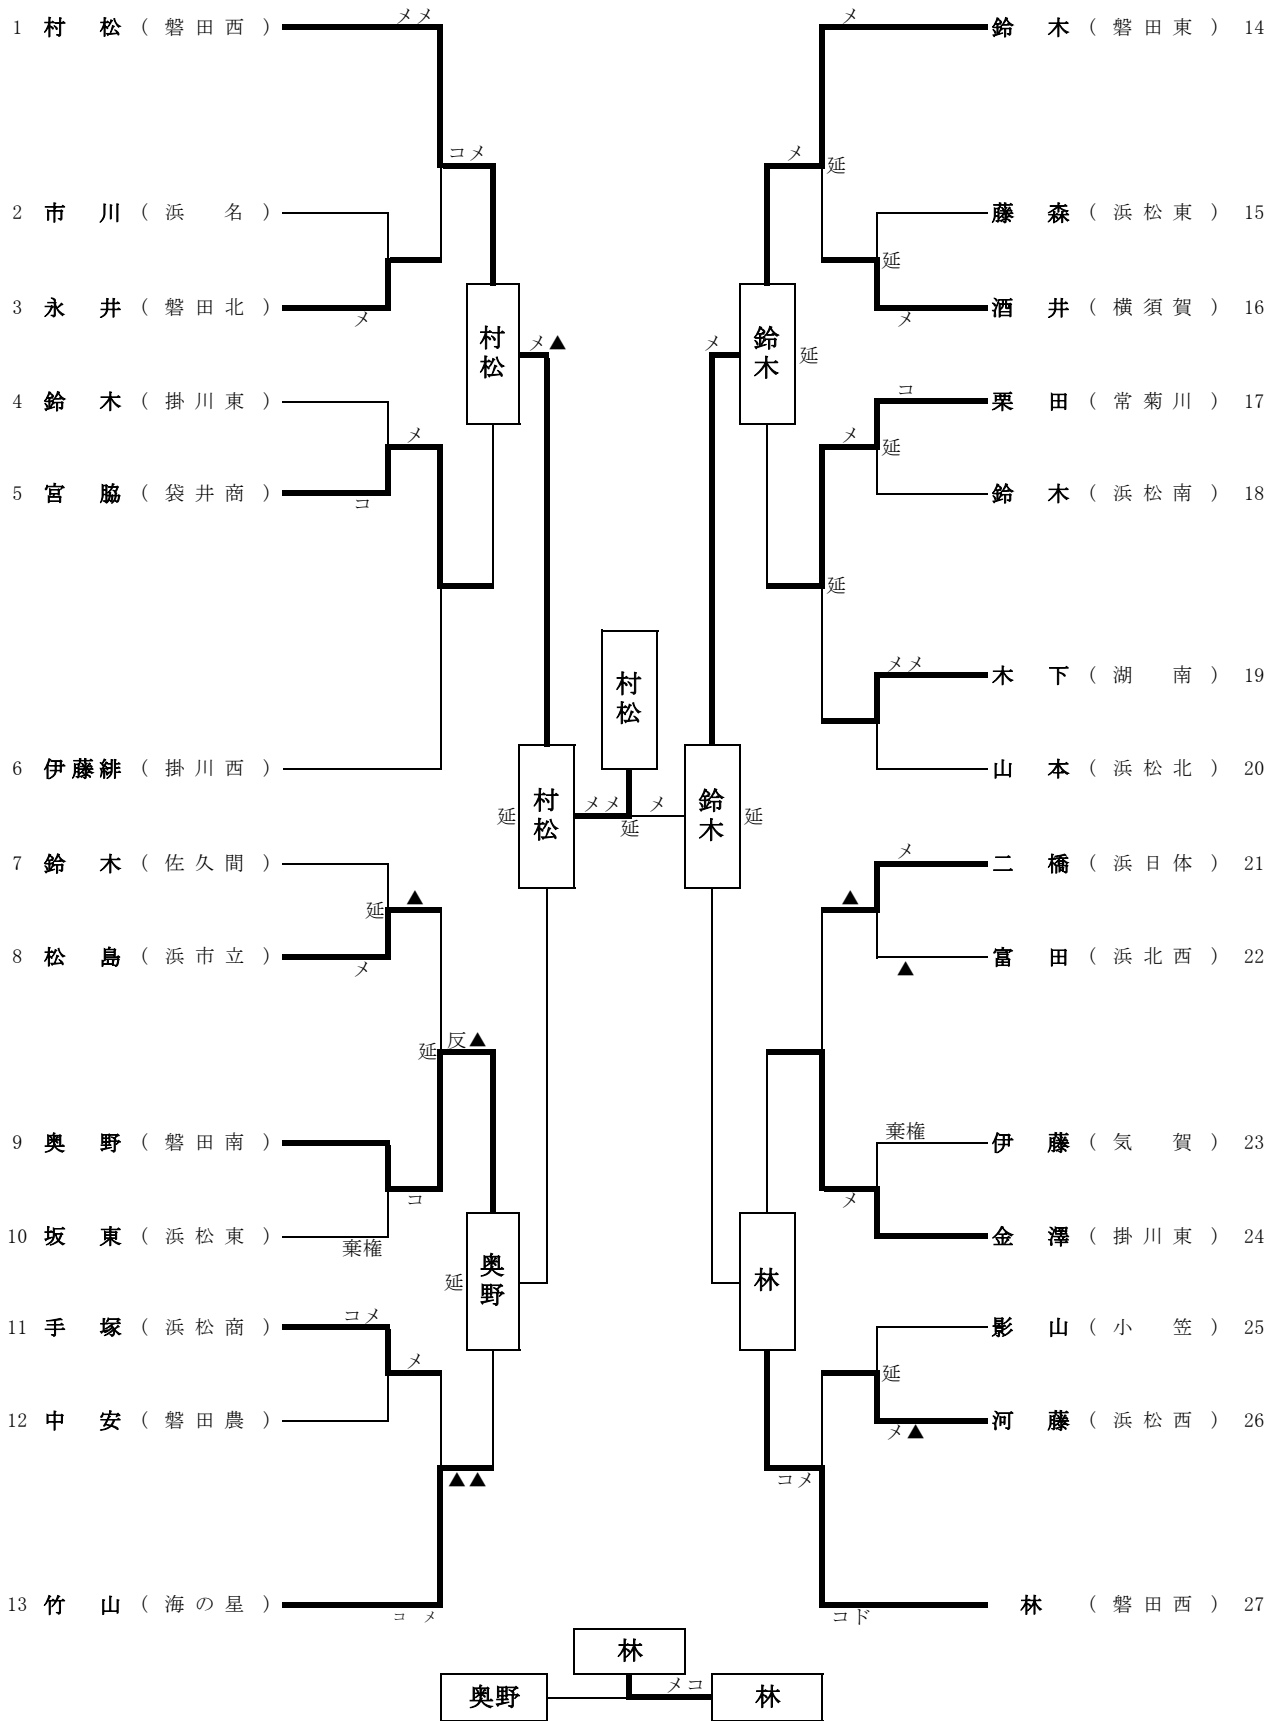 メメ
メ
1 村松 （磐田西）
鈴木 （磐田東） 14
コメ
メ
延
2 市川 （浜名）
藤森 （浜松東） 15
延
3 永井 （磐田北）
メ
酒井 （横須賀） 16
メ
村松
メ▲
メ
鈴木
延
4 鈴木 （掛川東）
コ
栗田 （常菊川） 17
メ
メ
延
5 宮脇 （袋井商）
コ
鈴木 （浜松南） 18
延
村松
メメ
木下 （湖南） 19
6 伊藤緋 （掛川西）
山本 （浜松北） 20
延
村松
メメ
延
メ
鈴木
延
7 鈴木 （佐久間）
メ
二橋 （浜日体） 21
延
▲
▲
8 松島 （浜市立）
メ
富田 （浜北西） 22
▲
延
反▲
9 奥野 （磐田南）
棄権
伊藤 （気賀） 23
コ
メ
10 坂東 （浜松東）
棄権
金澤 （掛川東） 24
延
奥野
林
コメ
11 手塚 （浜松商）
影山 （小笠） 25
メ
延
12 中安 （磐田農）
河藤 （浜松西） 26
メ▲
▲▲
コメ
13 竹山 （海の星）
コメ
林 （磐田西） 27
コド
林
メコ
奥野
林